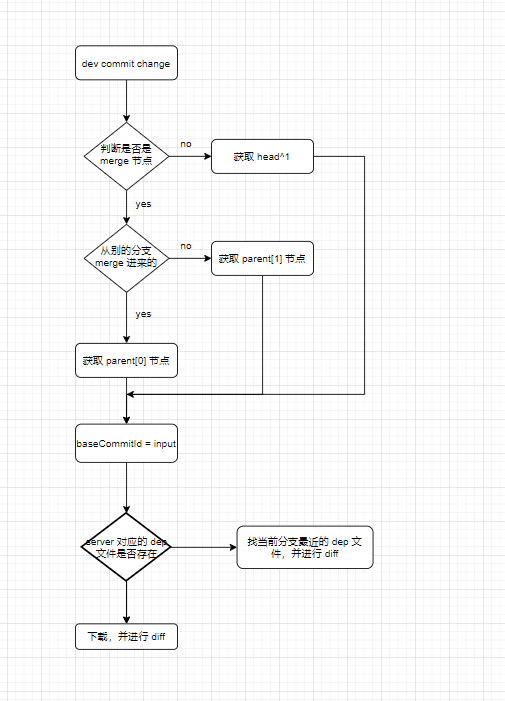 dev commit change
判断是否是
merge 节点
no
获取 head^1
yes
从别的分支
merge 进来的
no
获取 parent[1] 节点
yes
获取 parent[0] 节点
baseCommitId = input
server 对应的 dep
文件是否存在
找当前分支最近的 dep 文
件，并进行 diff
下载，并进行 diff